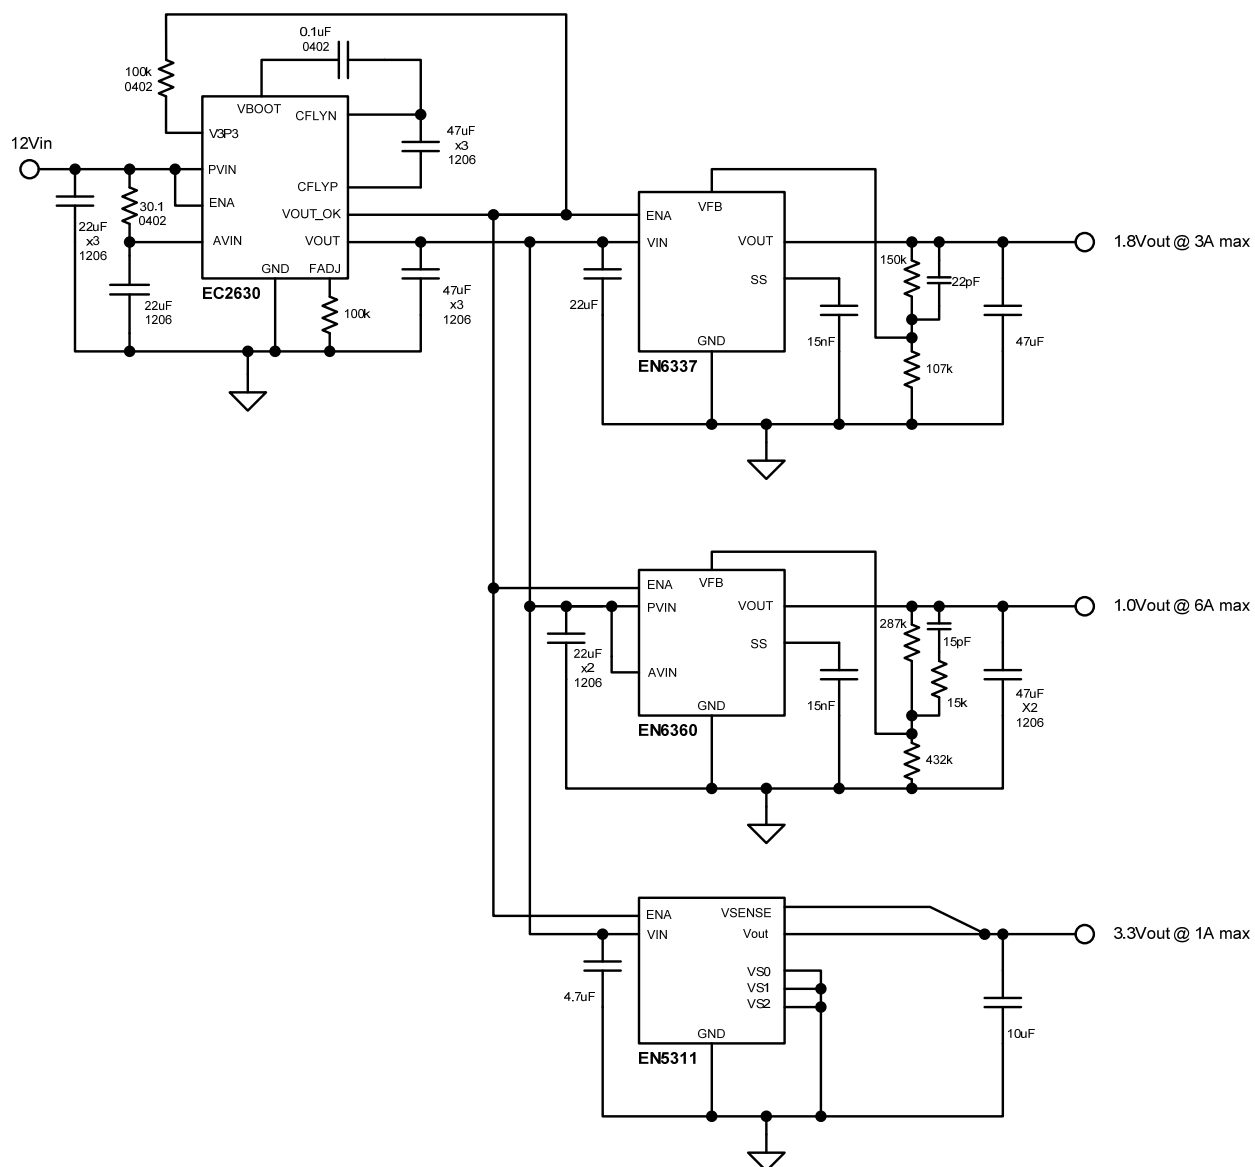 0.1uF
0402
100k
0402
VBOOT
CFLYN
V3P3
47uF
x3
1206
12Vin
PVIN
CFLYP
ENA
30.1
0402
VOUT_OK
22uF
x3
1206
AVIN
VOUT
GND
FADJ
EC2630
22uF
1206
100k
47uF
x3
1206
VFB
ENA
VIN
VOUT
1.8Vout @ 3A max
150k
22pF
SS
22uF
15nF
47uF
GND
EN6337
107k
VFB
ENA
PVIN
VOUT
1.0Vout @ 6A max
287k
15pF
SS
22uF
x2
1206
AVIN
15nF
15k
47uF
X2
1206
GND
EN6360
432k
ENA
VSENSE
VIN
Vout
3.3Vout @ 1A max
VS0
VS1
VS2
4.7uF
GND
10uF
EN5311